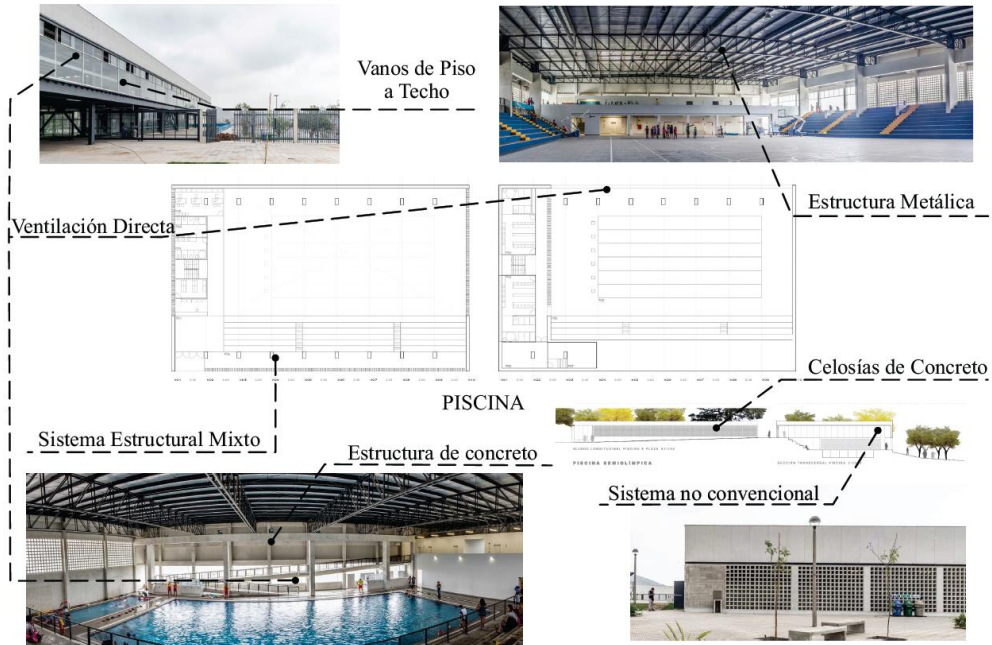 Vanos de Piso
a Techo
Estructura Metálica
Ventilación Directa
Celosías de Concreto
PISCINA
Sistema Estructural Mixto
Estructura de concreto
PISCINA SEMIOLÍMPICA
Sistema no convencional